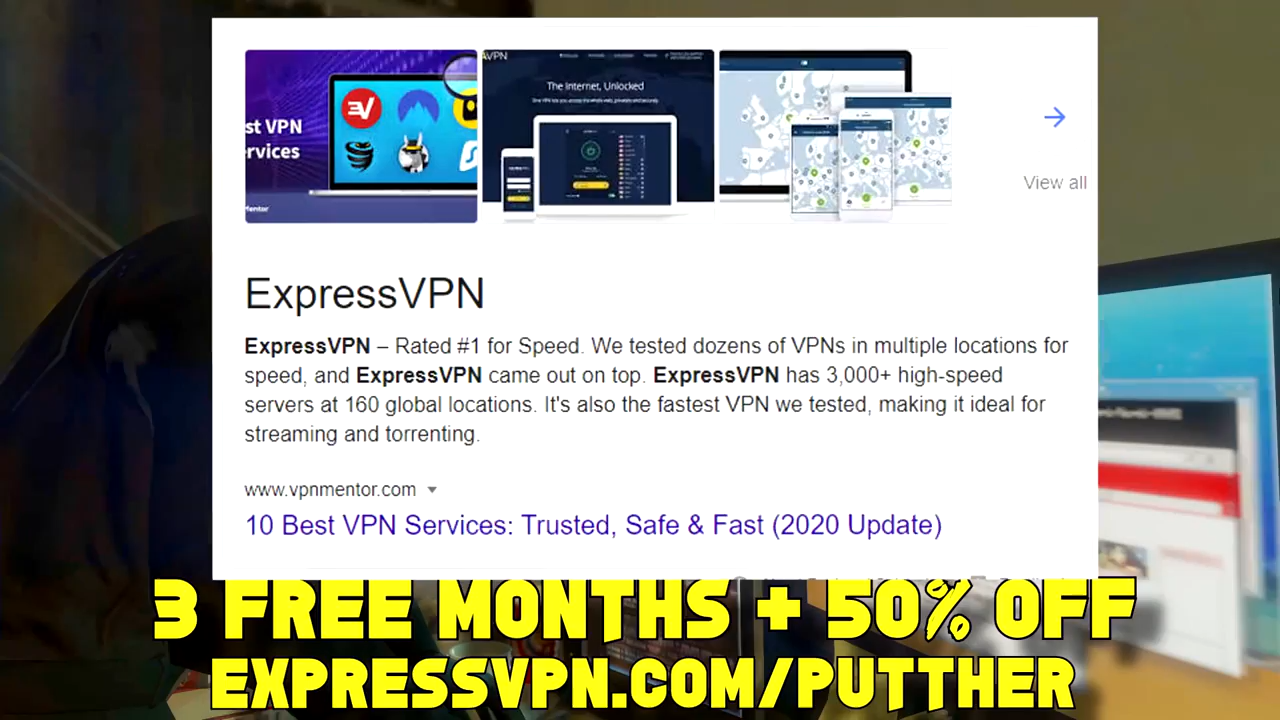 st VPN
rvices
The Internet, Unlocked
View all
ExpressVPN
ExpressVPN – Rated #1 for Speed. We tested dozens of VPNs in multiple locations for
speed, and ExpressVPN came out on top. ExpressVPN has 3,000+ high-speed
servers at 160 global locations. It's also the fastest VPN we tested, making it ideal for
streaming and torrenting.
www.vpnmentor.com
10 Best VPN Services: Trusted, Safe & Fast (2020 Update)
3 FREE MONTHS + 50% OFF
EXPRESSVPN.COM/PUTTHER